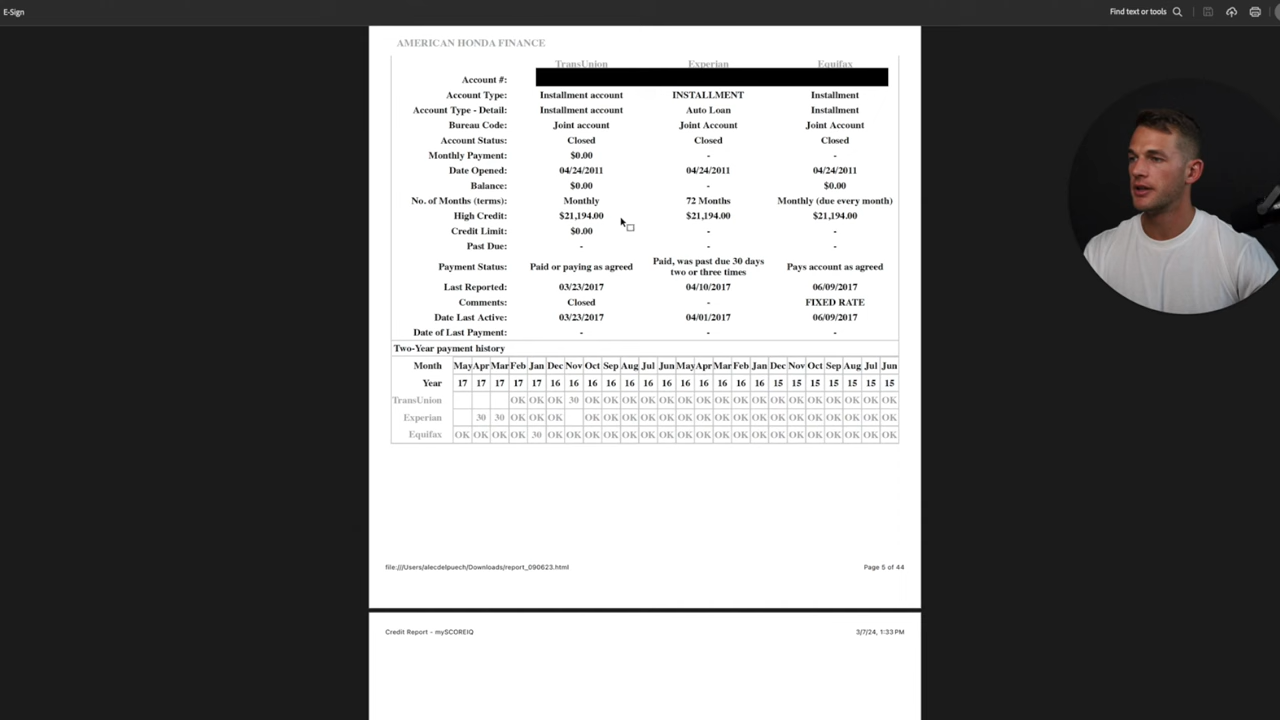 E-Sign
Find text or tools
AMERICAN HONDA FINANCE
TransUnion Experian Equifax
Account #:
Account Type: Installment account INSTALLMENT Installment
Account Type - Detail: Installment account Auto Loan Installment
Bureau Code: Joint account Joint Account Joint Account
Account Status: Closed Closed Closed
Monthly Payment: $0.00 - -
Date Opened: 04/24/2011 04/24/2011 04/24/2011
Balance: $0.00 - $0.00
No. of Months (terms): Monthly 72 Months Monthly (due every month)
High Credit: $21,194.00 $21,194.00 $21,194.00
Credit Limit: $0.00 - -
Past Due: - - -
Payment Status: Paid or paying as agreed Paid, was past due 30 days two or three times Pays account as agreed
Last Reported: 03/23/2017 04/10/2017 06/09/2017
Comments: Closed - FIXED RATE
Date Last Active: 03/23/2017 04/01/2017 06/09/2017
Date of Last Payment: - - -
Two-Year payment history
Month May Apr Mar Feb Jan Dec Nov Oct Sep Aug Jul Jun May Apr Mar Feb Jan Dec Nov Oct Sep Aug Jul Jun
Year 17 17 17 17 17 16 16 16 16 16 16 16 16 16 16 16 16 15 15 15 15 15 15 15
TransUnion OK OK OK 30 OK OK OK OK OK OK OK OK OK OK OK OK OK OK OK OK OK
Experian 30 30 OK OK OK OK OK OK OK OK OK OK OK OK OK OK OK OK OK OK OK OK
Equifax OK OK OK OK 30 OK OK OK OK OK OK OK OK OK OK OK OK OK OK OK OK OK OK OK
file:///Users/alecdelpuech/Downloads/report_090623.html Page 5 of 44
Credit Report - mySCOREIQ 3/7/24, 1:33 PM